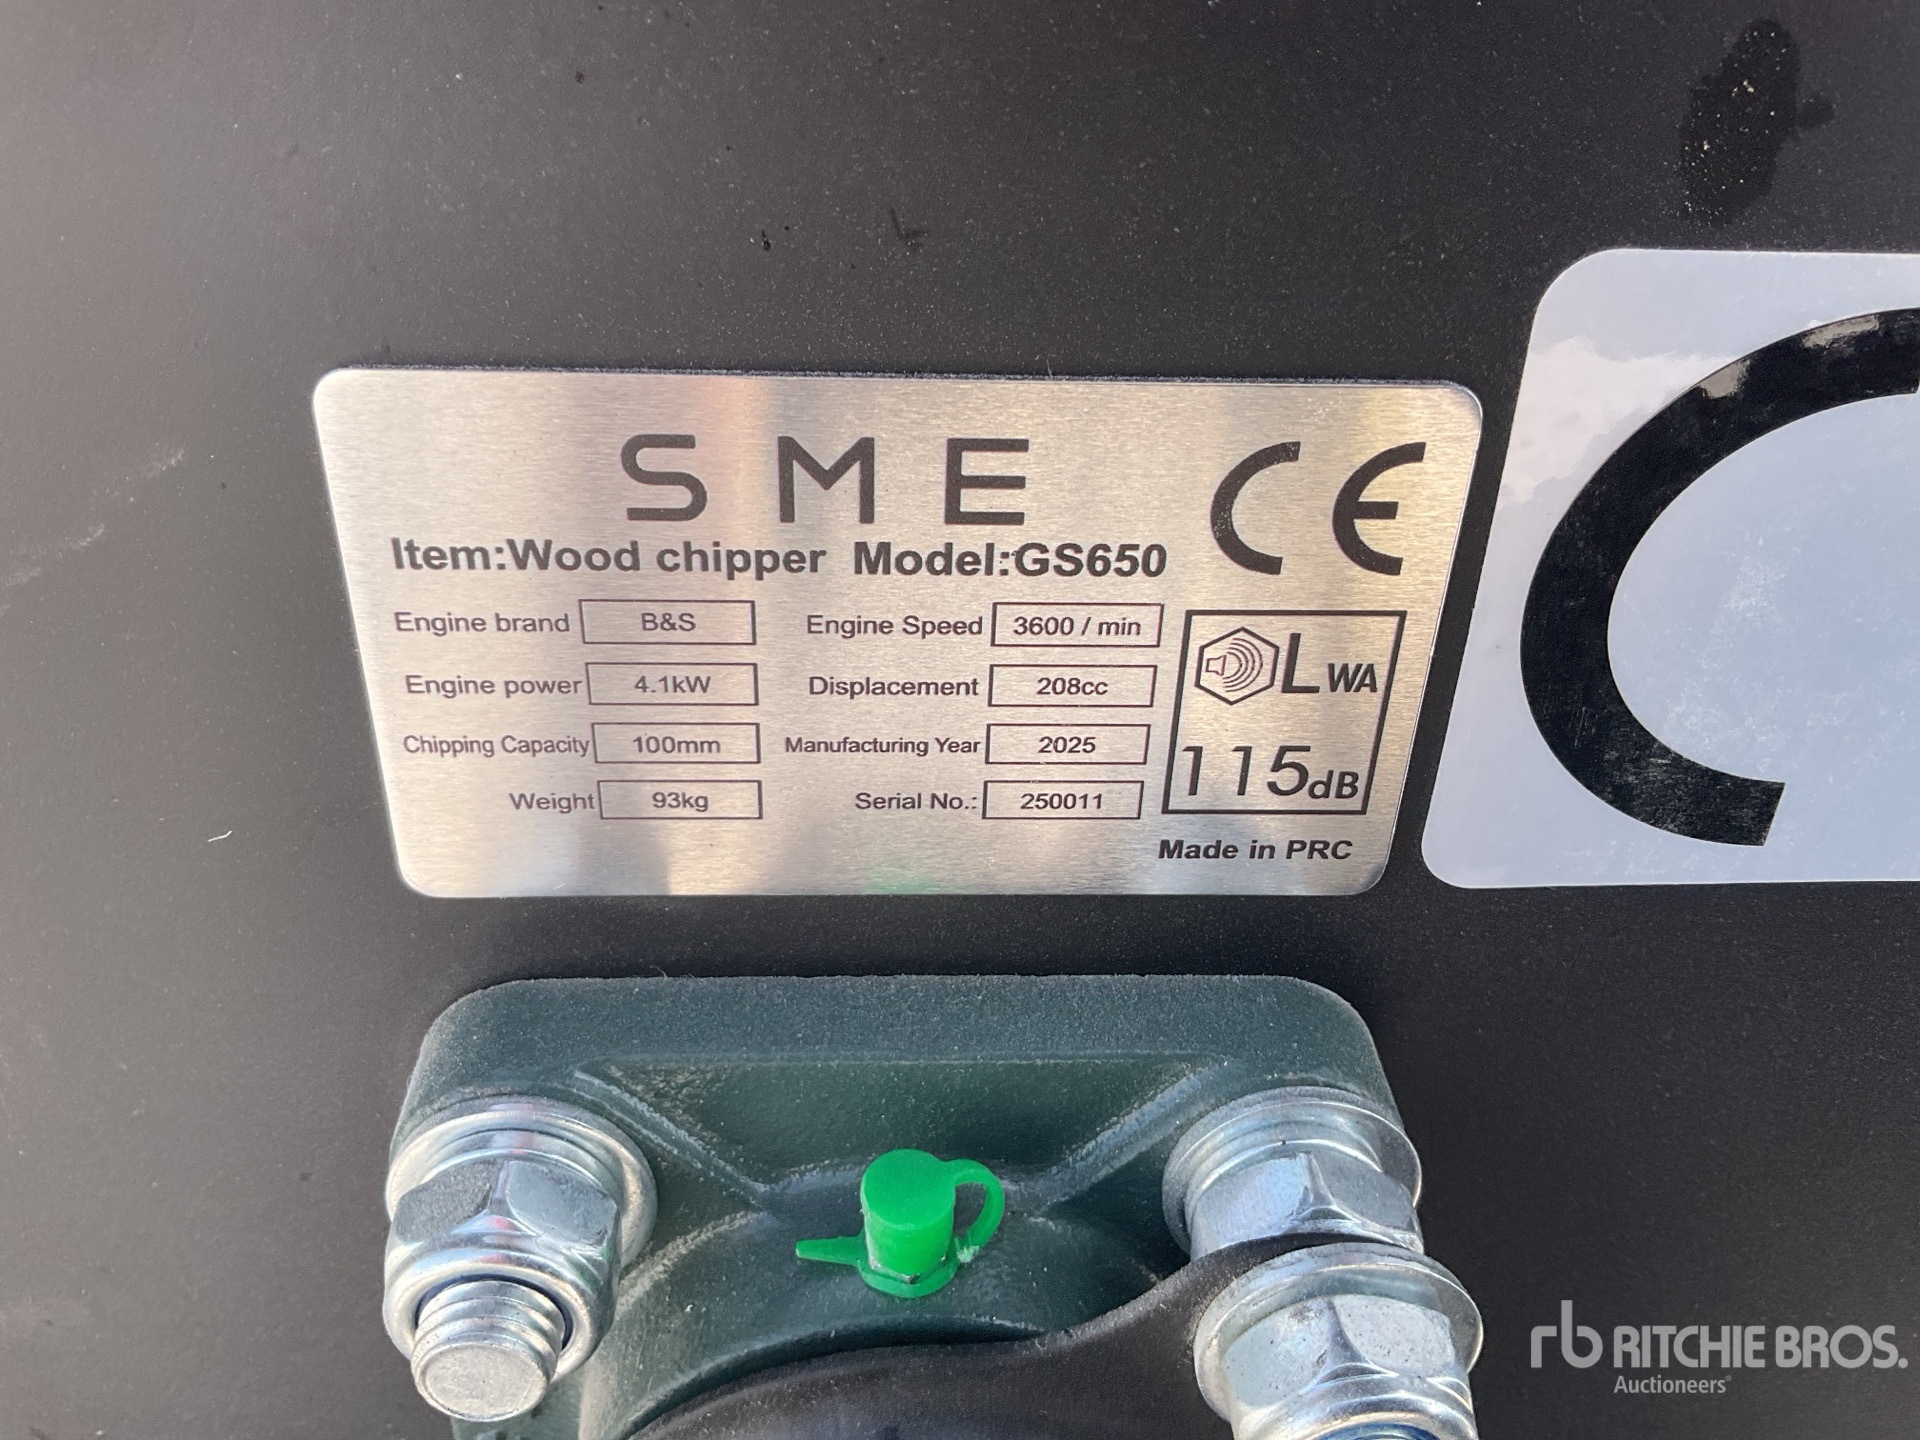 SME CE
Item:Wood chipper Model:GS650
Engine brand B&S Engine Speed 3600 / min
Engine power 4.1kW Displacement 208cc
Chipping Capacity 100mm Manufacturing Year 2025
Weight 93kg Serial No.: 250011
LWA
115dB
Made in PRC
C
rb RITCHIE BROS.
Auctioneers